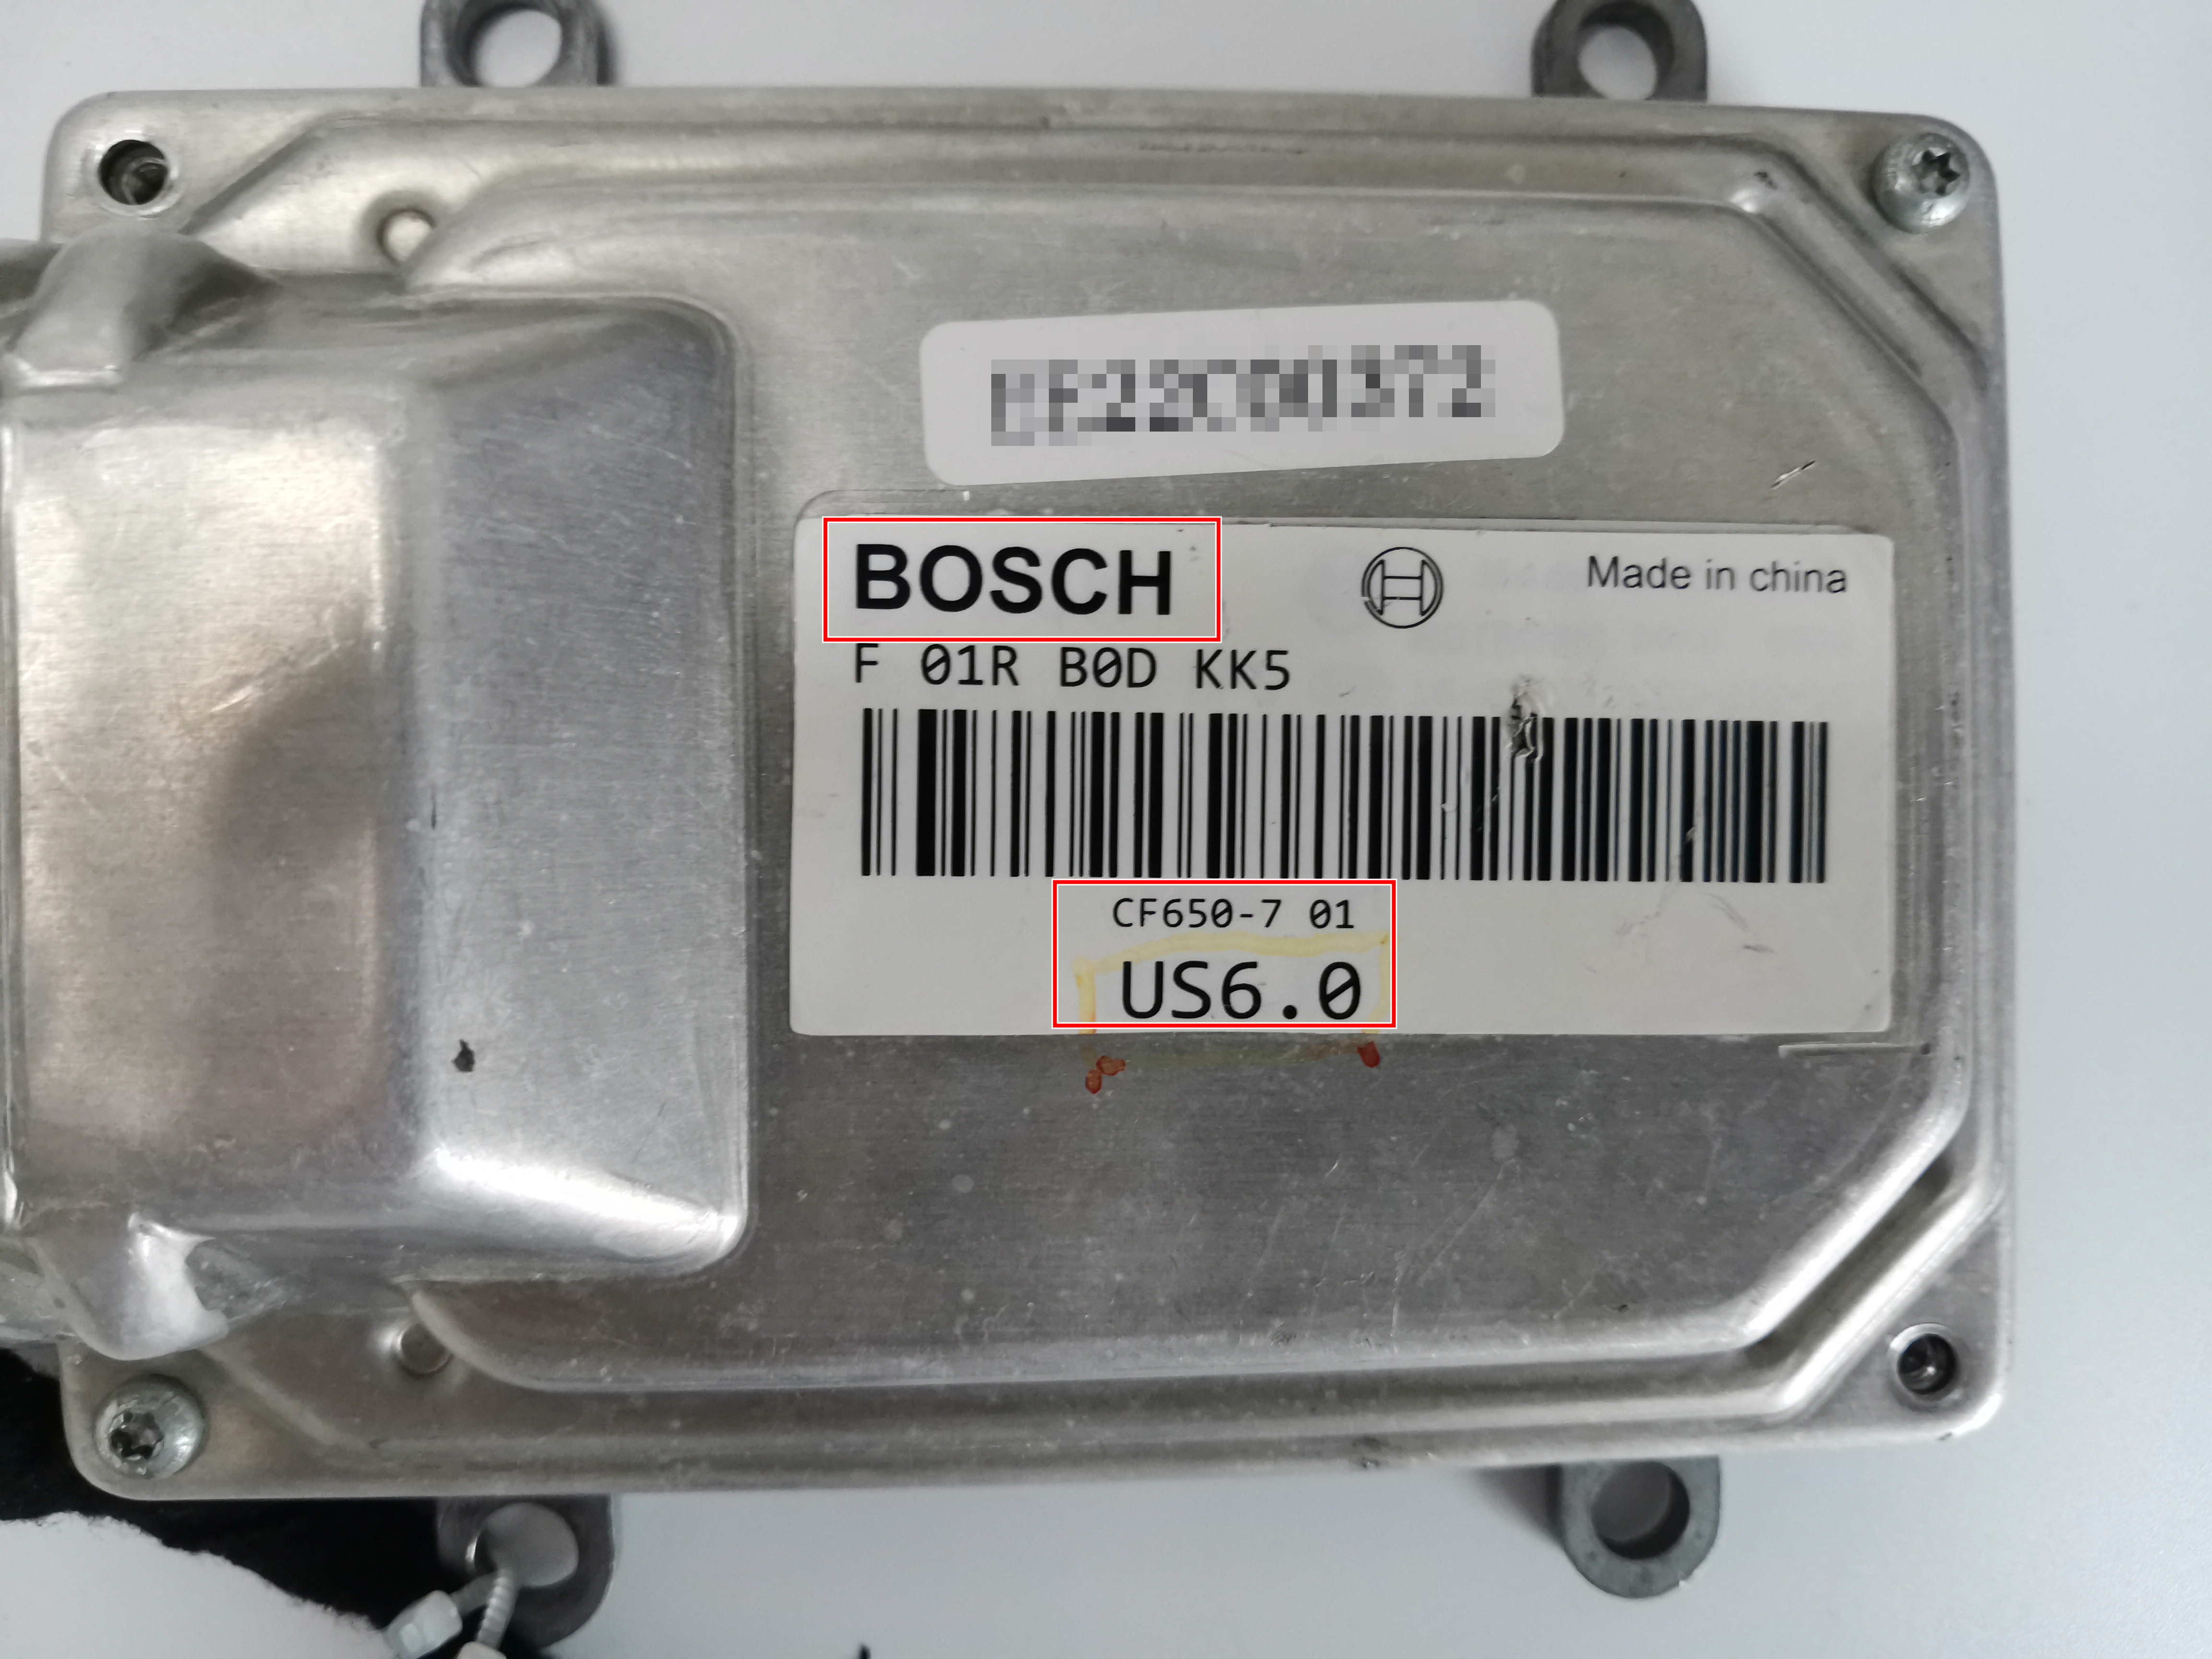 BOSCH
Made in china
F 01R B0D KK5
CF650-7 01
US6.0